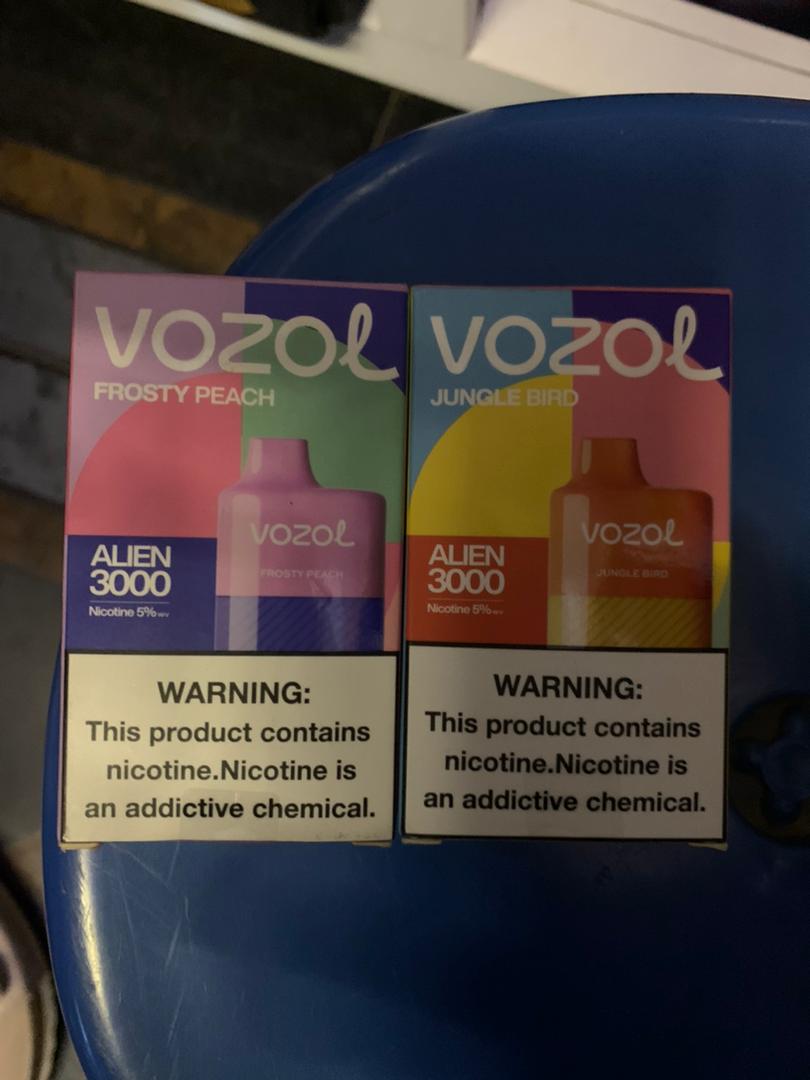 VOZOL
FROSTY PEACH
VOZOL
FROSTY PEACH
ALIEN
3000
Nicotine 5%
WARNING:
This product contains
nicotine.Nicotine is
an addictive chemical.
VOZOL
JUNGLE BIRD
VOZOL
JUNGLE BIRD
ALIEN
3000
Nicotine 5%
WARNING:
This product contains
nicotine.Nicotine is
an addictive chemical.